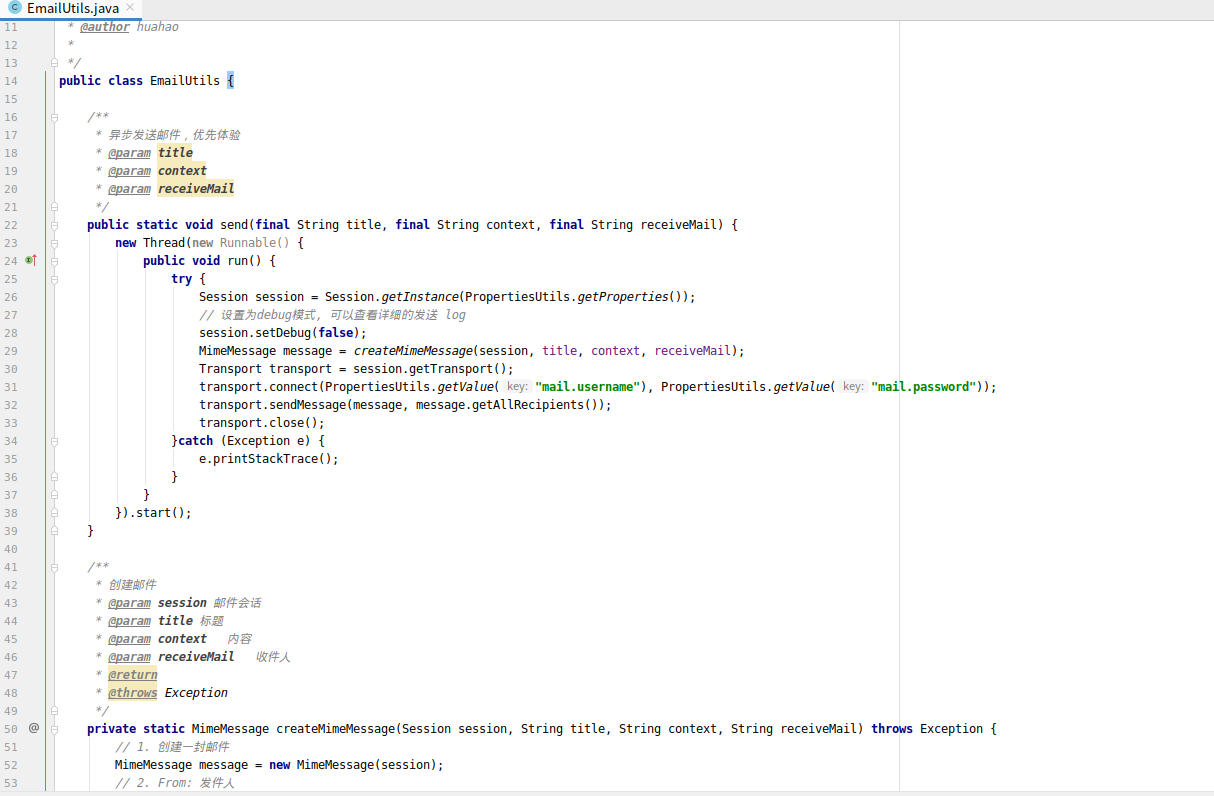 EmailUtils.java
11 * @author huahao
12 *
13 */
14 public class EmailUtils {
15
16 /**
17 * 异步发送邮件，优先体验
18 * @param title
19 * @param context
20 * @param receiveMail
21 */
22 public static void send(final String title, final String context, final String receiveMail) {
23 new Thread(new Runnable() {
24 public void run() {
25 try {
26 Session session = Session.getInstance(PropertiesUtils.getProperties());
27 // 设置为debug模式, 可以查看详细的发送 log
28 session.setDebug(false);
29 MimeMessage message = createMimeMessage(session, title, context, receiveMail);
30 Transport transport = session.getTransport();
31 transport.connect(PropertiesUtils.getValue( key: "mail.username"), PropertiesUtils.getValue( key: "mail.password"));
32 transport.sendMessage(message, message.getAllRecipients());
33 transport.close();
34 }catch (Exception e) {
35 e.printStackTrace();
36 }
37 }
38 }).start();
39 }
40
41 /**
42 * 创建邮件
43 * @param session 邮件会话
44 * @param title 标题
45 * @param context 内容
46 * @param receiveMail 收件人
47 * @return
48 * @throws Exception
49 */
50 @ private static MimeMessage createMimeMessage(Session session, String title, String context, String receiveMail) throws Exception {
51 // 1. 创建一封邮件
52 MimeMessage message = new MimeMessage(session);
53 // 2. From: 发件人